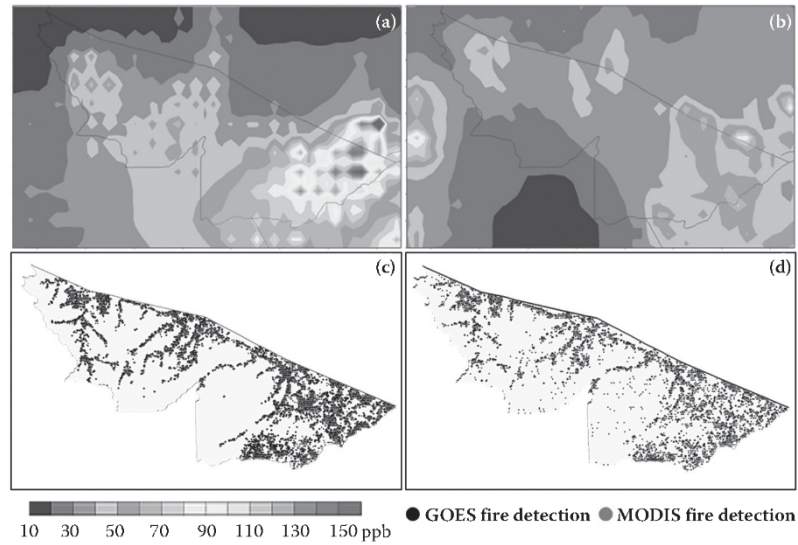 (a)
(b)
(c)
(d)
10 30 50 70 90 110 130 150 ppb
GOES fire detection MODIS fire detection